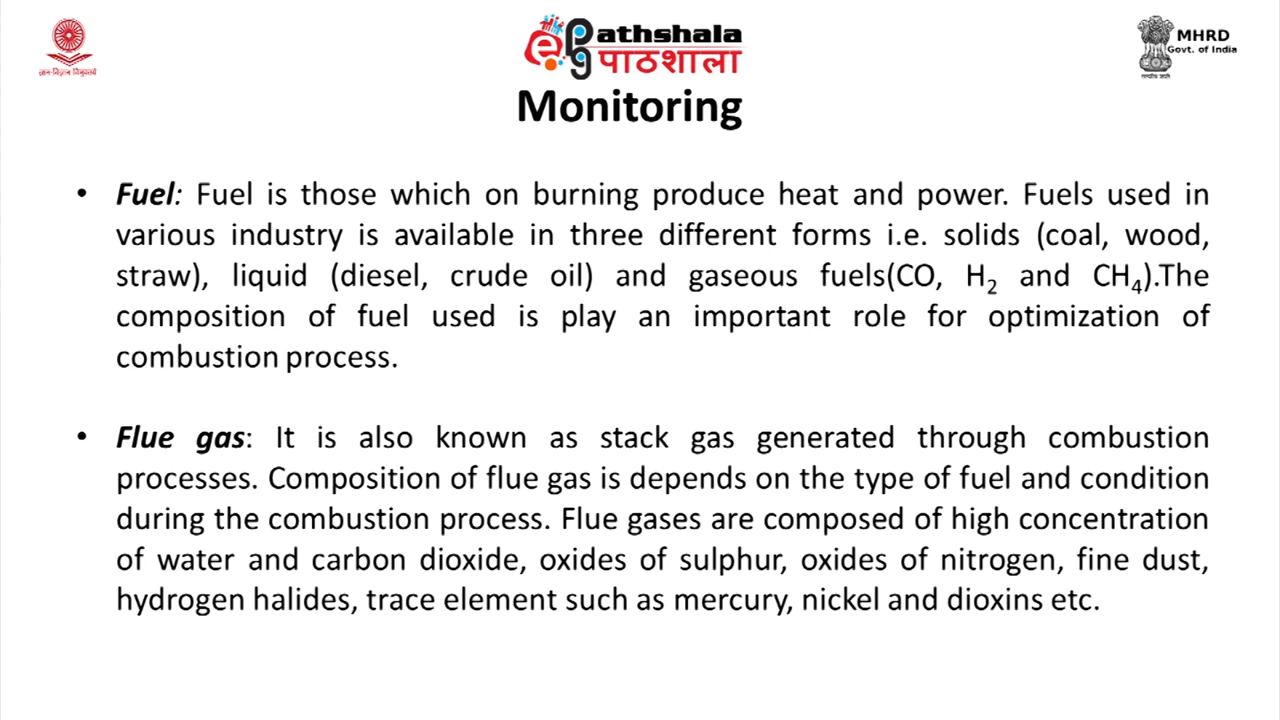 ज्ञान-विज्ञान विमुक्तये
ePgathshala
पाठशाला
MHRD
Govt. of India
सत्यमेव जयते
Monitoring
• Fuel: Fuel is those which on burning produce heat and power. Fuels used in
various industry is available in three different forms i.e. solids (coal, wood,
straw), liquid (diesel, crude oil) and gaseous fuels(CO, H₂ and CH₄).The
composition of fuel used is play an important role for optimization of
combustion process.
• Flue gas: It is also known as stack gas generated through combustion
processes. Composition of flue gas is depends on the type of fuel and condition
during the combustion process. Flue gases are composed of high concentration
of water and carbon dioxide, oxides of sulphur, oxides of nitrogen, fine dust,
hydrogen halides, trace element such as mercury, nickel and dioxins etc.